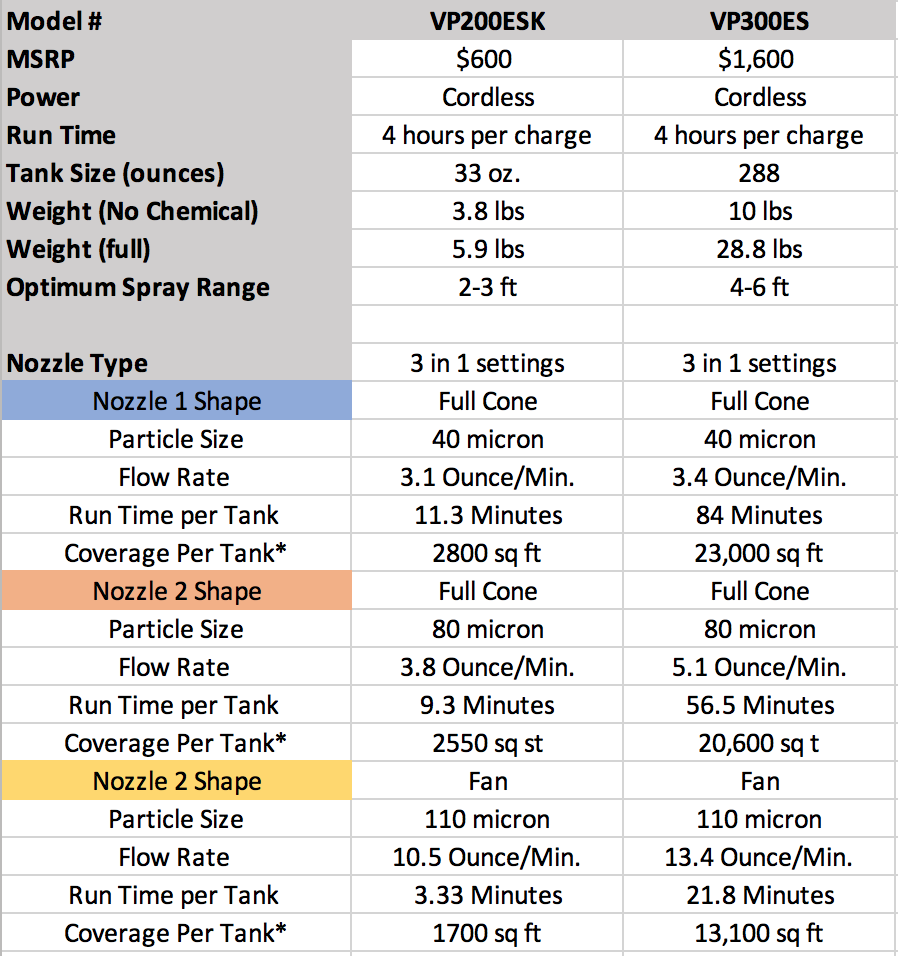 Model # VP200ESK VP300ES
MSRP $600 $1,600
Power Cordless Cordless
Run Time 4 hours per charge 4 hours per charge
Tank Size (ounces) 33 oz. 288
Weight (No Chemical) 3.8 lbs 10 lbs
Weight (full) 5.9 lbs 28.8 lbs
Optimum Spray Range 2-3 ft 4-6 ft
Nozzle Type 3 in 1 settings 3 in 1 settings
Nozzle 1 Shape Full Cone Full Cone
Particle Size 40 micron 40 micron
Flow Rate 3.1 Ounce/Min. 3.4 Ounce/Min.
Run Time per Tank 11.3 Minutes 84 Minutes
Coverage Per Tank* 2800 sq ft 23,000 sq ft
Nozzle 2 Shape Full Cone Full Cone
Particle Size 80 micron 80 micron
Flow Rate 3.8 Ounce/Min. 5.1 Ounce/Min.
Run Time per Tank 9.3 Minutes 56.5 Minutes
Coverage Per Tank* 2550 sq st 20,600 sq t
Nozzle 2 Shape Fan Fan
Particle Size 110 micron 110 micron
Flow Rate 10.5 Ounce/Min. 13.4 Ounce/Min.
Run Time per Tank 3.33 Minutes 21.8 Minutes
Coverage Per Tank* 1700 sq ft 13,100 sq ft